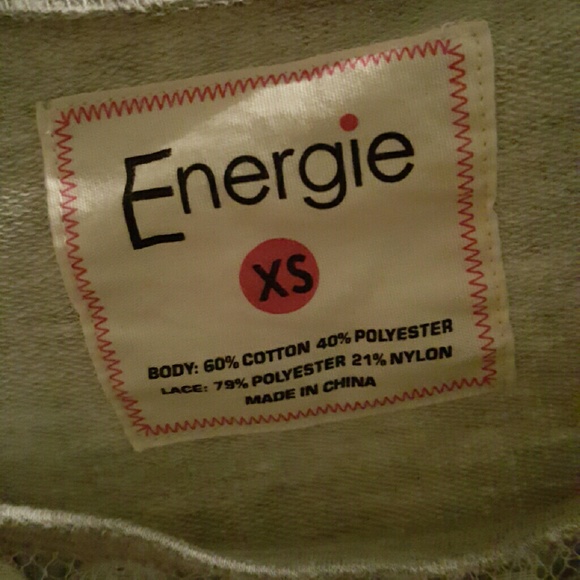 Energie
XS
BODY: 60% COTTON 40% POLYESTER
LACE: 79% POLYESTER 21% NYLON
MADE IN CHINA